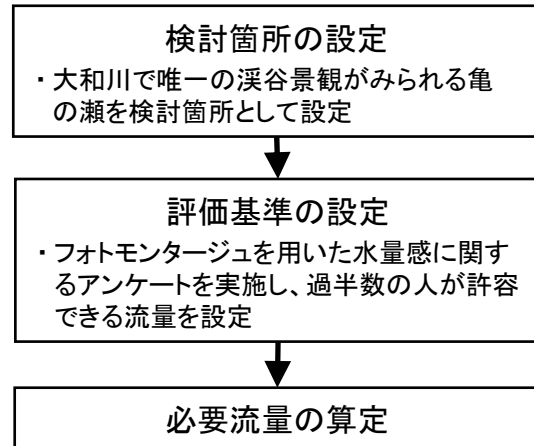 検討箇所の設定
・大和川で唯一の渓谷景観がみられる亀
の瀬を検討箇所として設定
評価基準の設定
・フォトモンタージュを用いた水量感に関す
るアンケートを実施し、過半数の人が許容
できる流量を設定
必要流量の算定